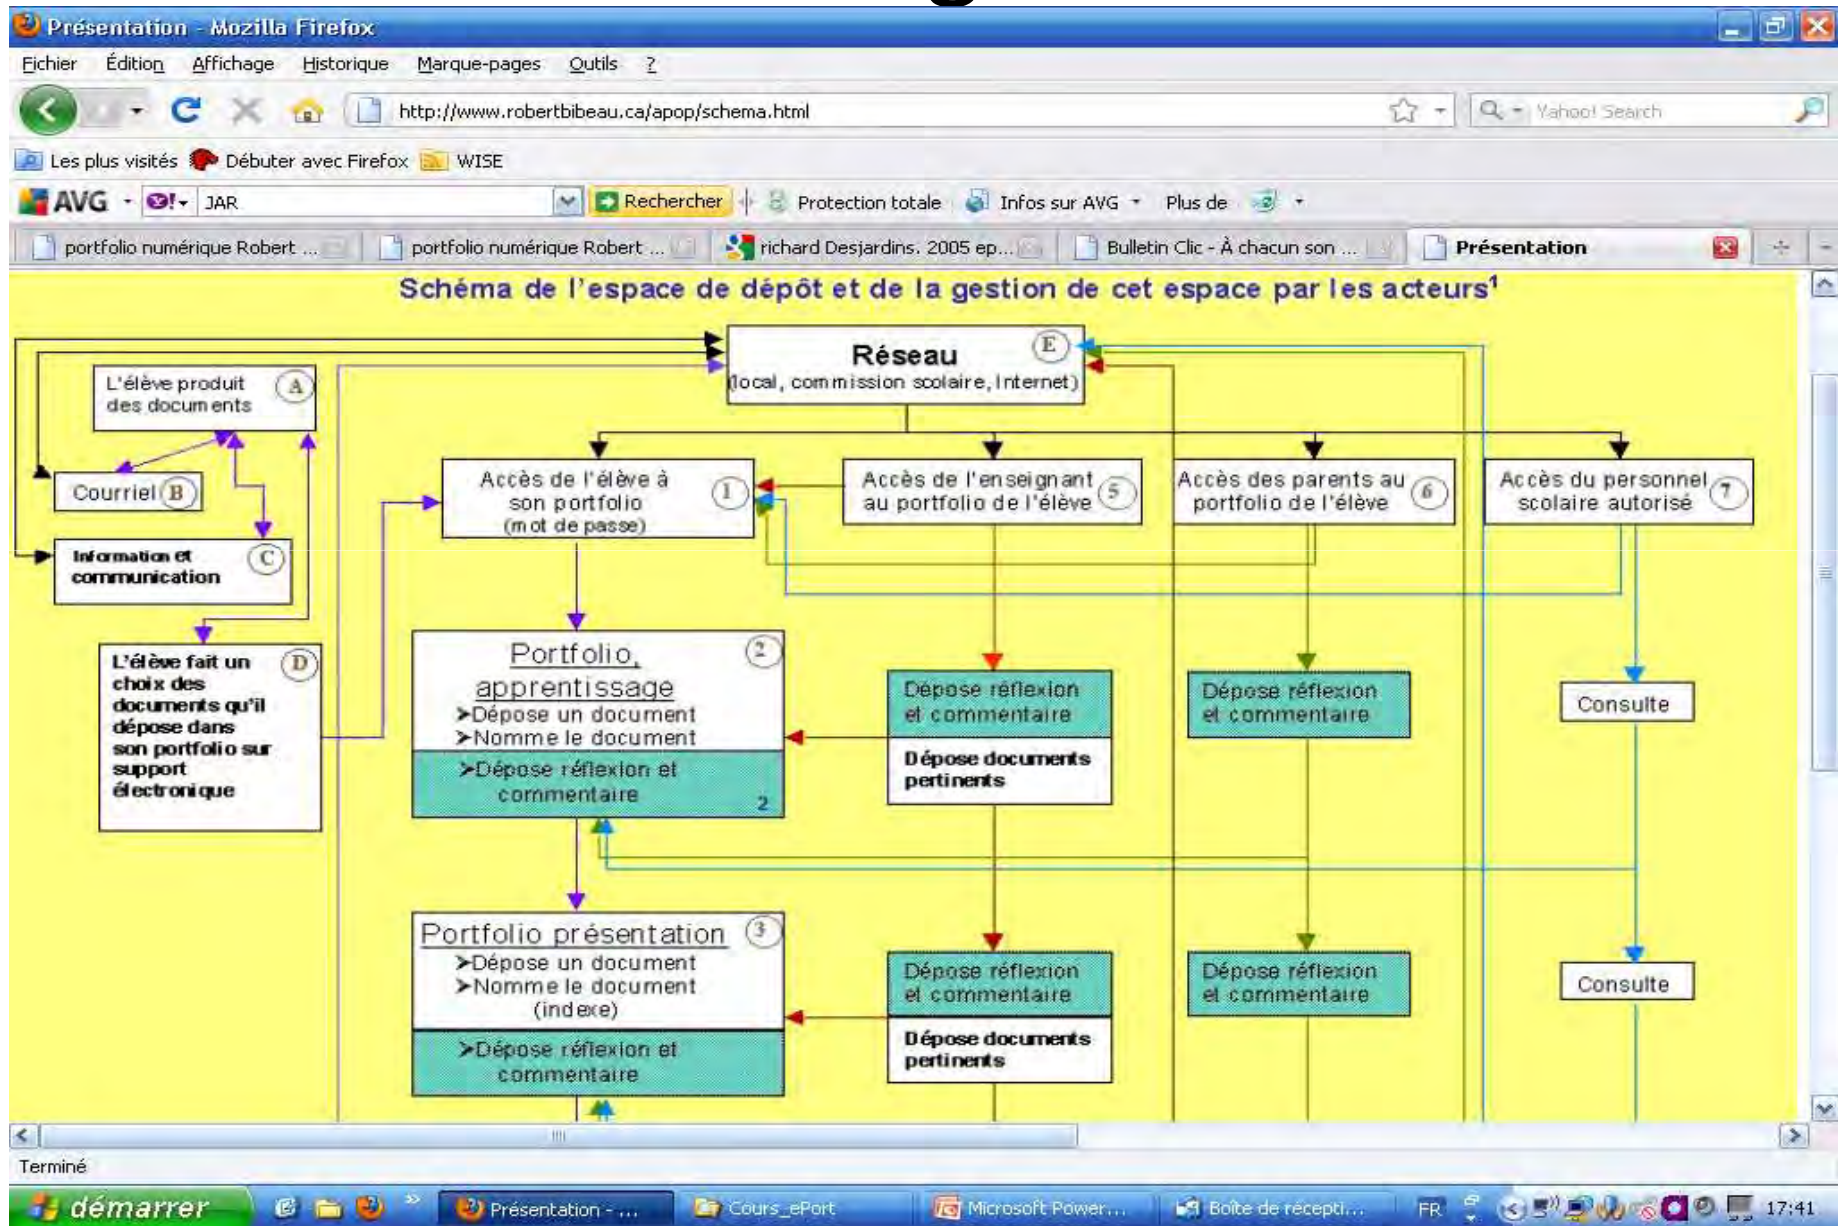 Présentation - Mozilla Firefox
Fichier Édition Affichage Historique Marque-pages Outils ?
http://www.robertbibeau.ca/apop/schema.html
Yahoo! Search
Les plus visités Débuter avec Firefox WISE
AVG Y! JAR Rechercher Protection totale Infos sur AVG Plus de
portfolio numérique Robert ... portfolio numérique Robert ... richard Desjardins. 2005 ep... Bulletin Clic - À chacun son ... Présentation
Schéma de l'espace de dépôt et de la gestion de cet espace par les acteurs¹
Réseau E
(local, commission scolaire, Internet)
L'élève produit A
des documents
Courriel B
Information et C
communication
L'élève fait un D
choix des
documents qu'il
dépose dans
son portfolio sur
support
électronique
Accès de l'élève à 1
son portfolio
(mot de passe)
Accès de l'enseignant 5
au portfolio de l'élève
Accès des parents au 6
portfolio de l'élève
Accès du personnel 7
scolaire autorisé
Portfolio, 2
apprentissage
➢Dépose un document
➢Nomme le document
➢Dépose réflexion et
commentaire 2
Dépose réflexion
et commentaire
Dépose documents
pertinents
Dépose réflexion
et commentaire
Consulte
Portfolio présentation 3
➢Dépose un document
➢Nomme le document
(indexe)
➢Dépose réflexion et
commentaire
Dépose réflexion
et commentaire
Dépose documents
pertinents
Dépose réflexion
et commentaire
Consulte
Terminé
démarrer Présentation - ... Cours_ePort Microsoft Power... Boîte de récepti... FR 17:41